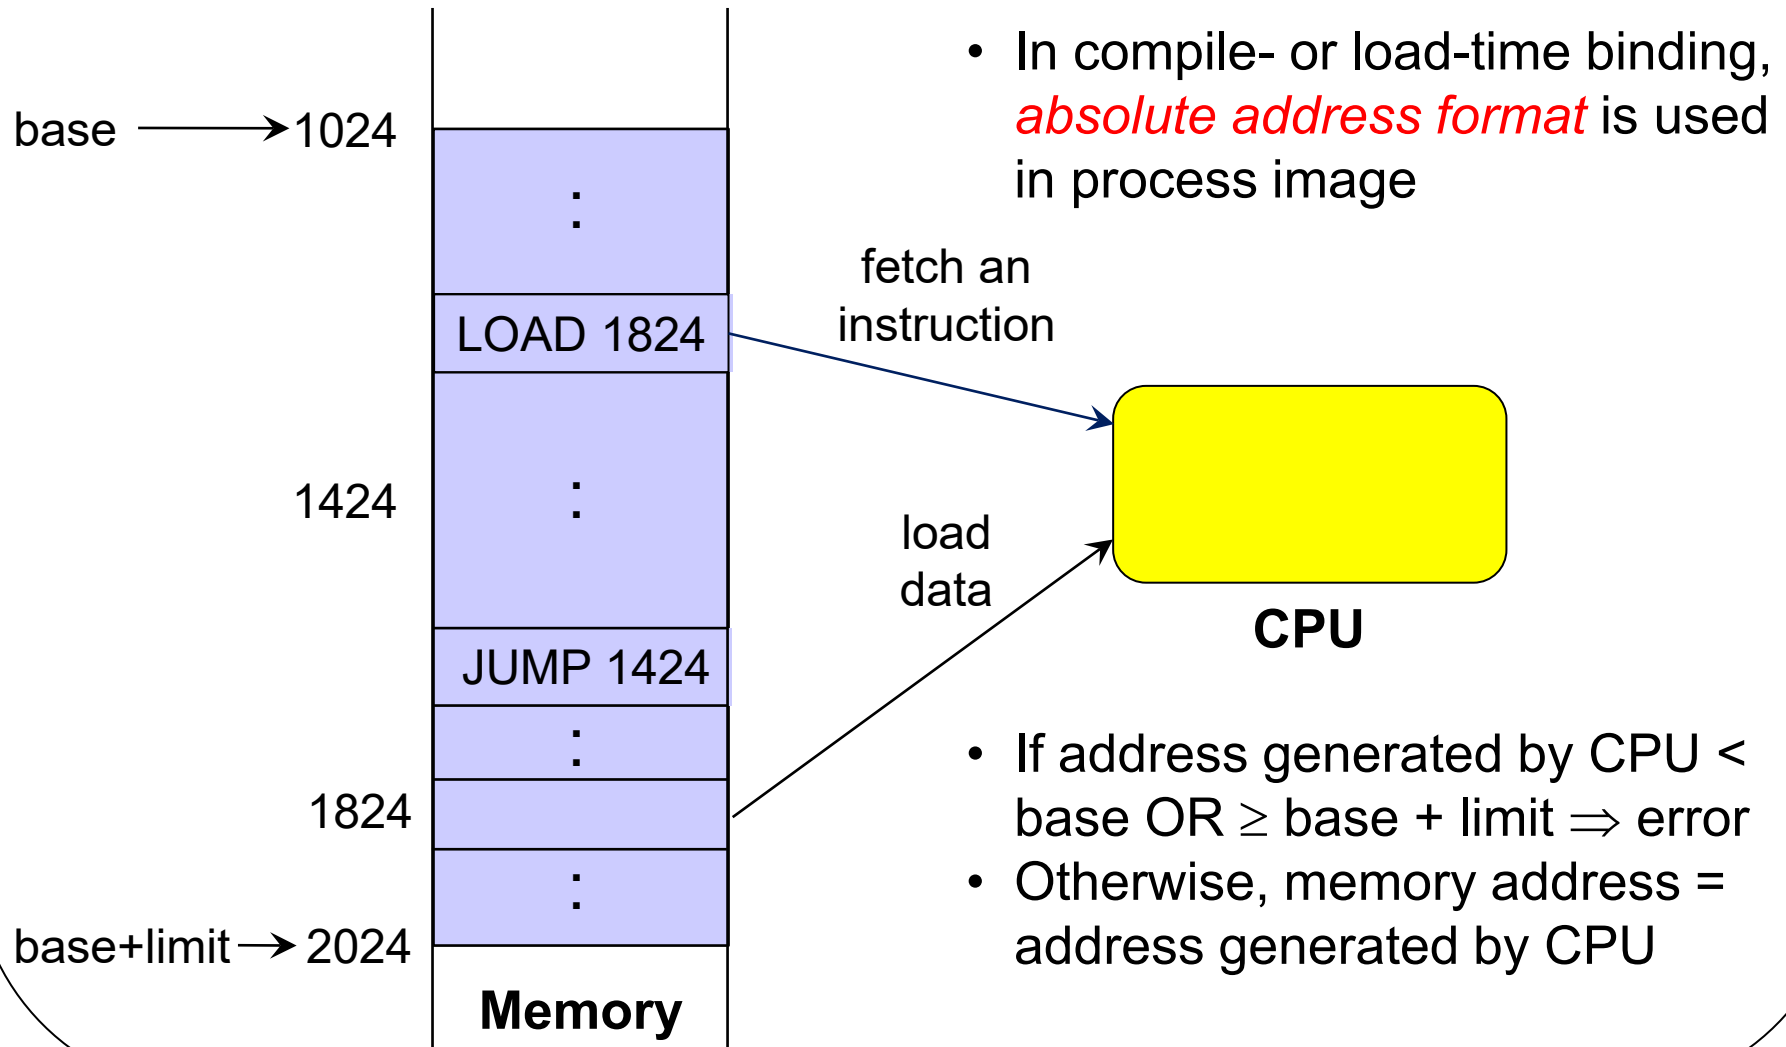 • In compile- or load-time binding,
absolute address format is used
in process image
base
1024
:
fetch an
instruction
LOAD 1824
1424
:
load
data
CPU
JUMP 1424
:
• If address generated by CPU <
base OR ≥ base + limit ⇒ error
1824
• Otherwise, memory address =
address generated by CPU
:
base+limit
2024
Memory